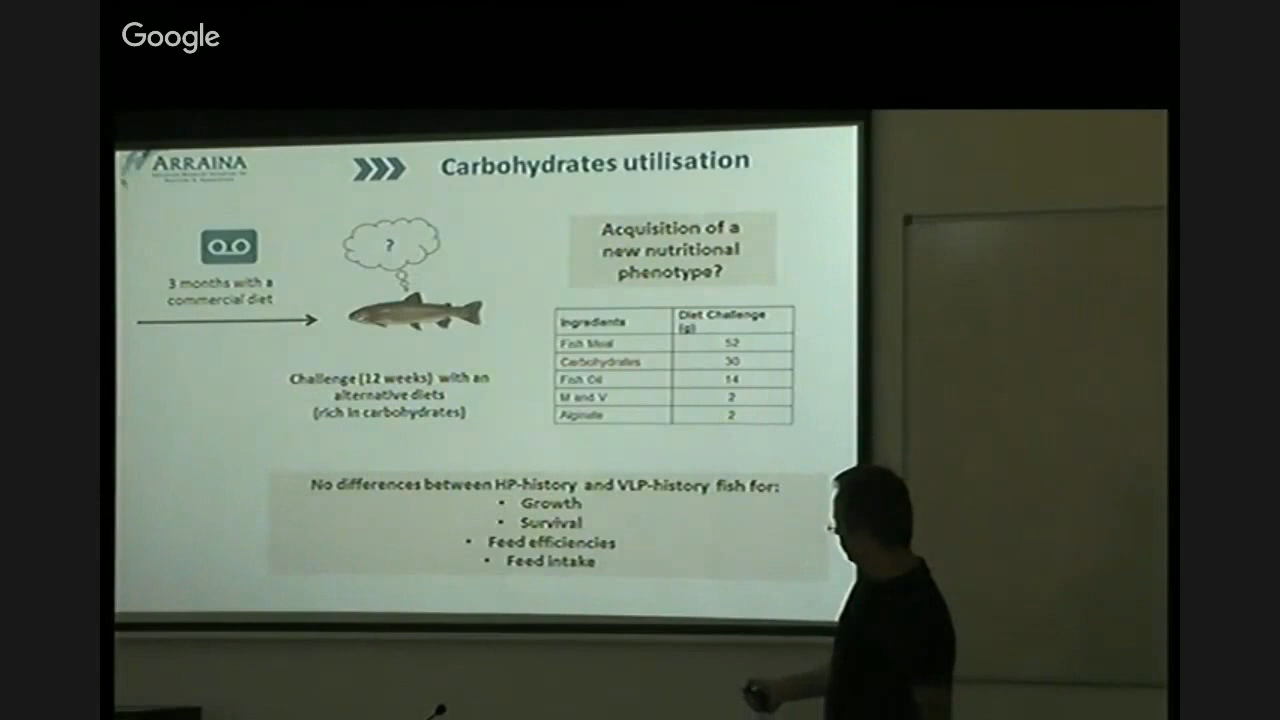 Google
ARRAINA
Carbohydrates utilisation
?
3 months with a
commercial diet
Acquisition of a
new nutritional
phenotype?
Challenge (12 weeks) with an
alternative diets
(rich in carbohydrates)
Ingredients Diet Challenge (g)
Fish Meal 52
Carbohydrates 30
Fish Oil 14
M and V 2
Alginate 2
No differences between HP-history and VLP-history fish for:
• Growth
• Survival
• Feed efficiencies
• Feed intake